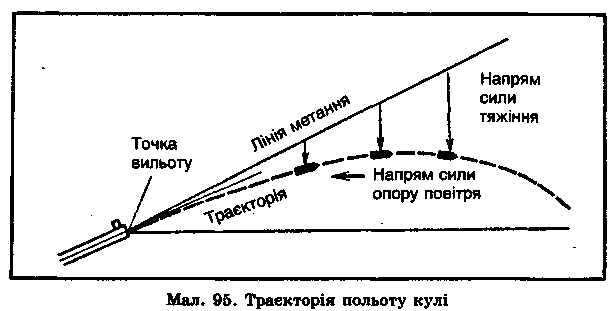 Напрям
сили
тяжіння
Лінія метання
Точка
вильоту
Напрям сили
опору повітря
Траєкторія
Мал. 95. Траєкторія польоту кулі